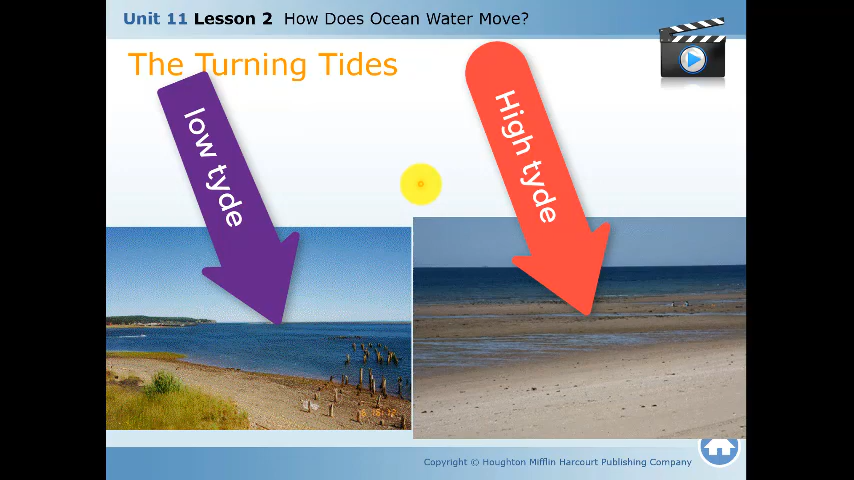 Unit 11 Lesson 2 How Does Ocean Water Move?
The Turning Tides
low tyde
High tyde
Copyright © Houghton Mifflin Harcourt Publishing Company